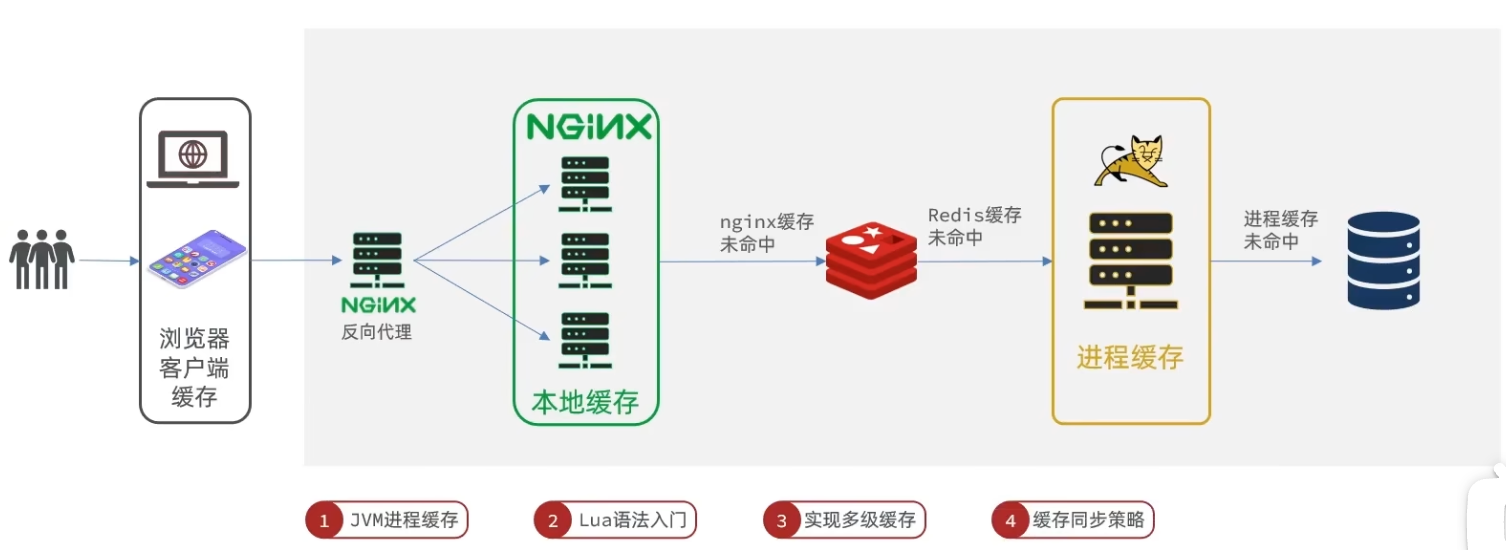 浏览器
客户端
缓存
NGINX
反向代理
NGINX
本地缓存
nginx缓存
未命中
Redis缓存
未命中
进程缓存
进程缓存
未命中
1 JVM进程缓存
2 Lua语法入门
3 实现多级缓存
4 缓存同步策略